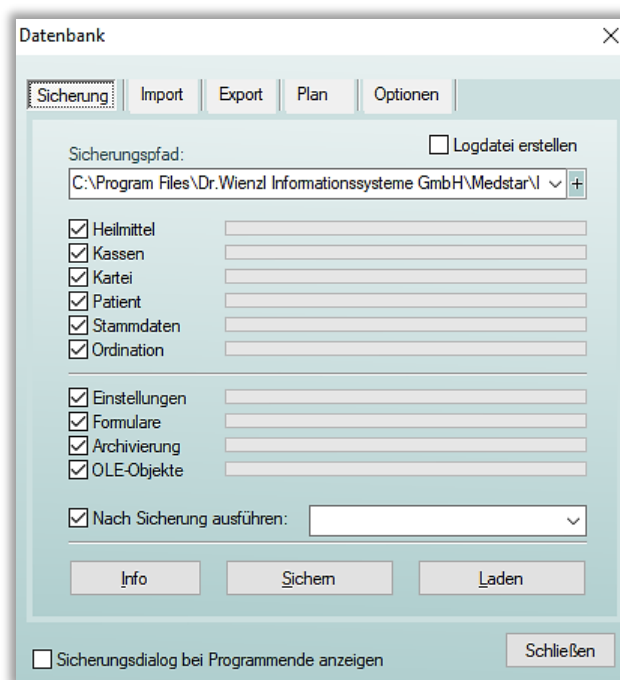 Datenbank
Sicherung Import Export Plan Optionen
Logdatei erstellen
Sicherungspfad:
C:\Program Files\Dr.Wienzl Informationssysteme GmbH\Medstar\I +
Heilmittel
Kassen
Kartei
Patient
Stammdaten
Ordination
Einstellungen
Formulare
Archivierung
OLE-Objekte
Nach Sicherung ausführen:
Info Sichern Laden
Schließen
Sicherungsdialog bei Programmende anzeigen